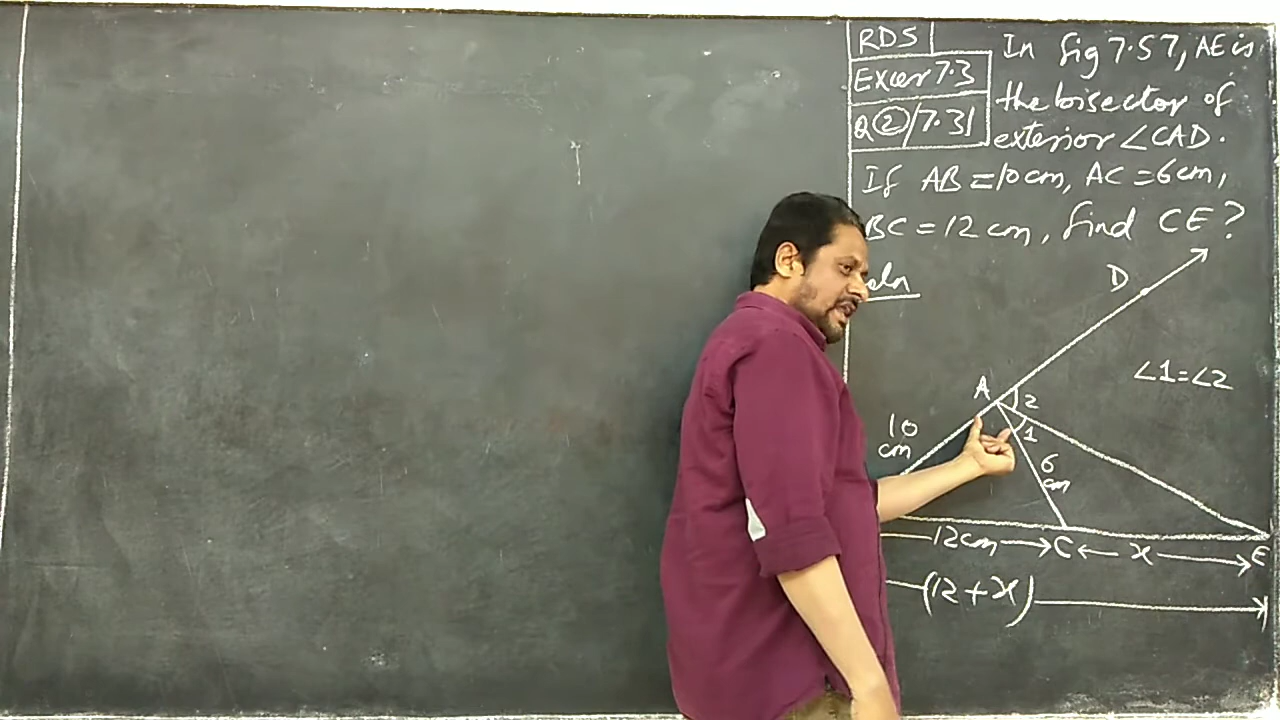 RDS
Exer 7.3
Q ② / 7.31
In fig 7.57, AE is
the bisector of
exterior ∠CAD.
If AB = 10 cm, AC = 6 cm,
BC = 12 cm, find CE?
D
∠1 = ∠2
A
2
1
10
cm
6
cm
12cm
C
x
E
(12 + x)